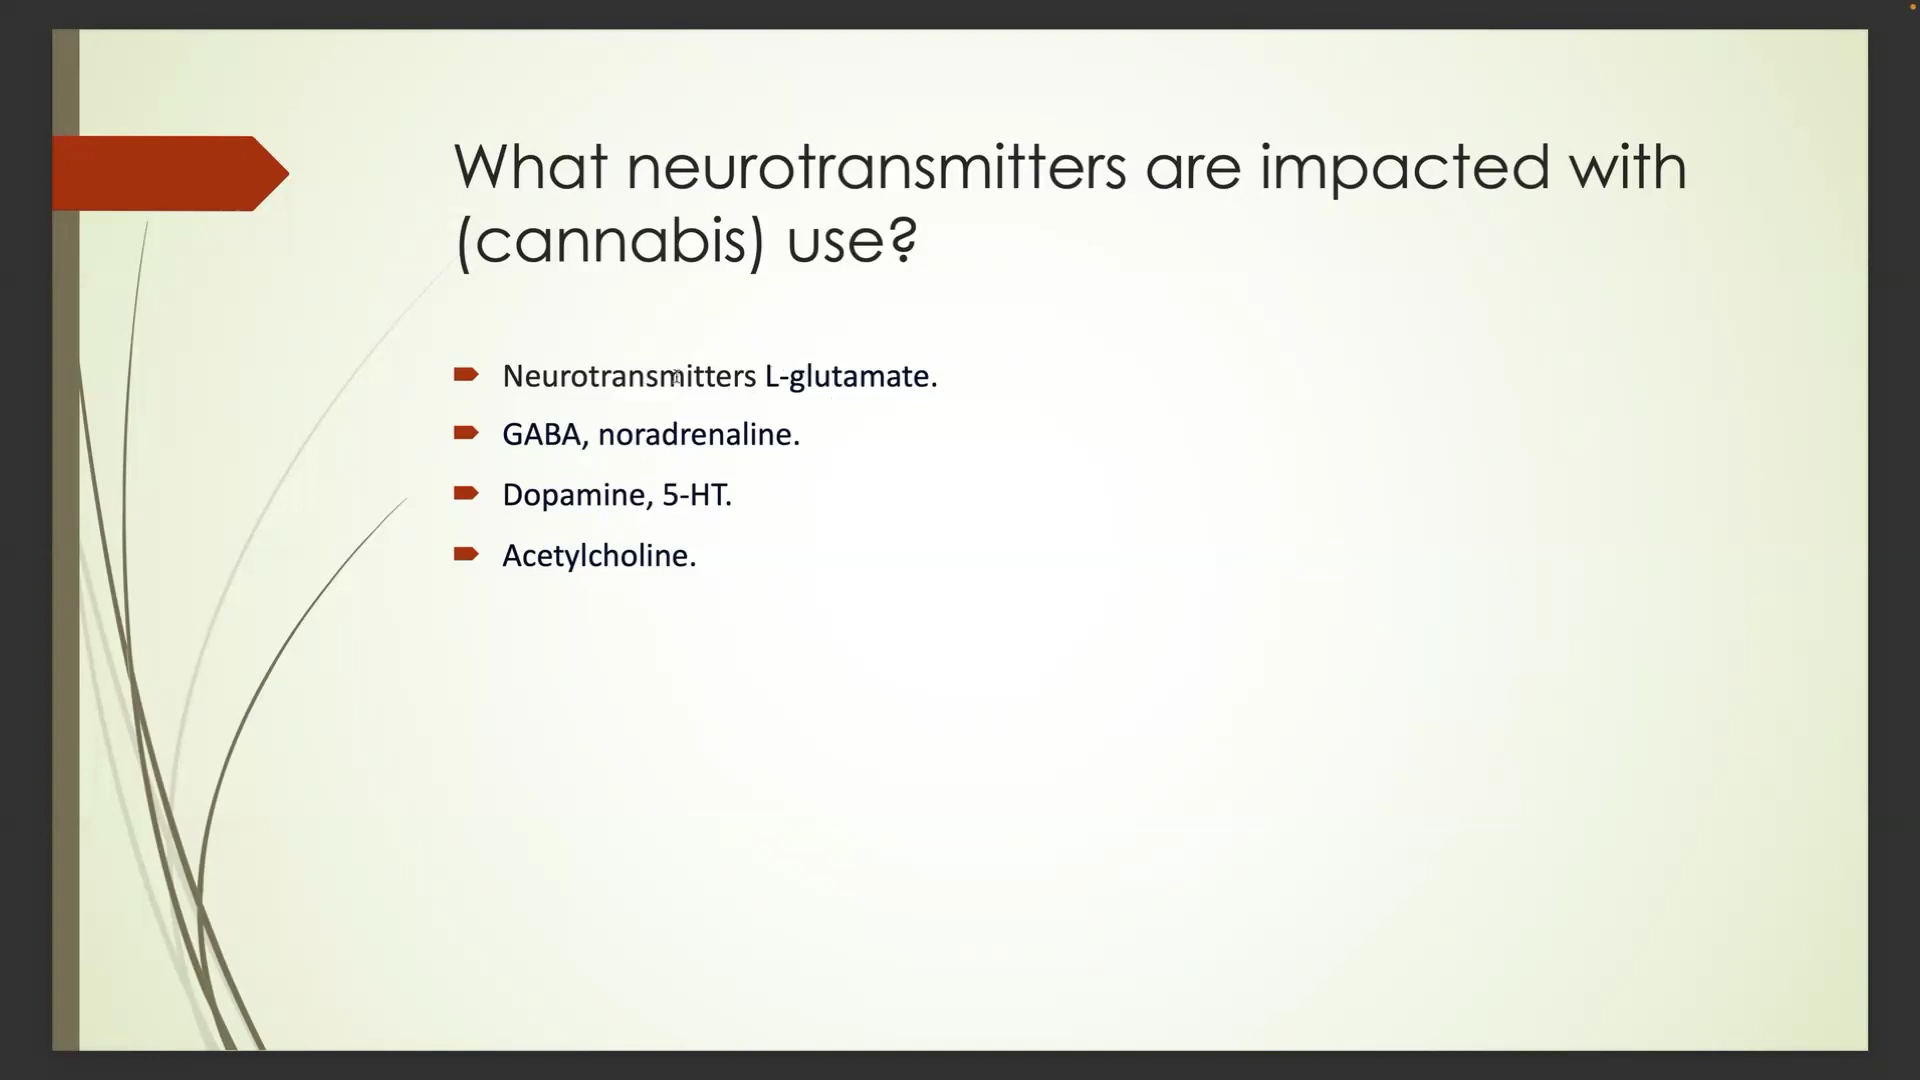 What neurotransmitters are impacted with
(cannabis) use?
Neurotransmitters L-glutamate.
GABA, noradrenaline.
Dopamine, 5-HT.
Acetylcholine.